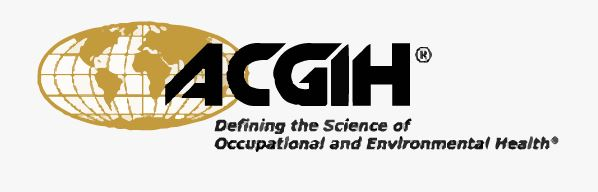 ACGIH®
Defining the Science of
Occupational and Environmental Health®